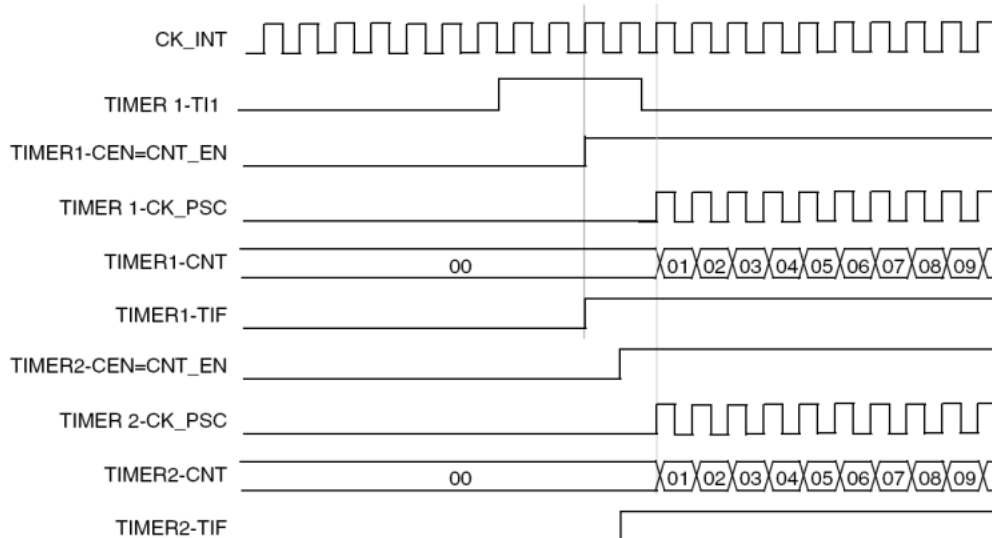 CK_INT
TIMER 1-TI1
TIMER1-CEN=CNT_EN
TIMER 1-CK_PSC
TIMER1-CNT 00 01 02 03 04 05 06 07 08 09
TIMER1-TIF
TIMER2-CEN=CNT_EN
TIMER 2-CK_PSC
TIMER2-CNT 00 01 02 03 04 05 06 07 08 09
TIMER2-TIF